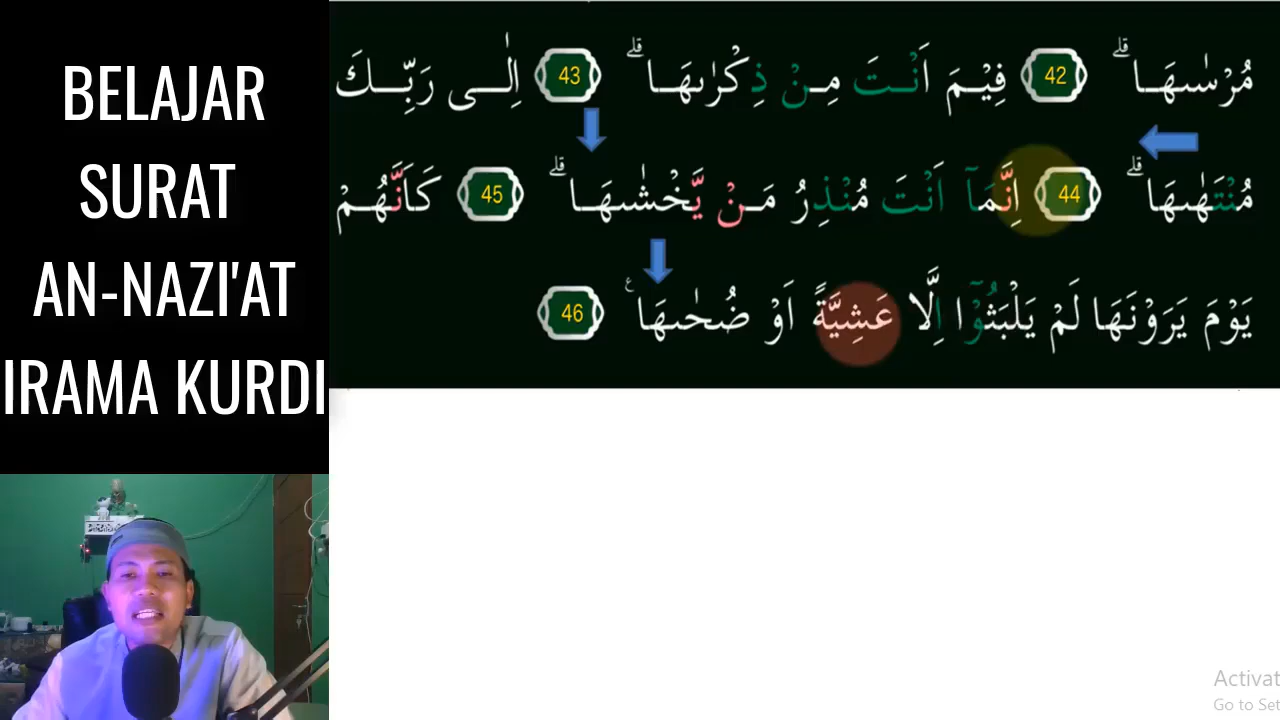 BELAJAR
SURAT
AN-NAZI'AT
IRAMA KURDI
مُرْسٰىهَاۗ 42 فِيْمَ اَنْتَ مِنْ ذِكْرٰىهَاۗ 43 اِلٰى رَبِّكَ
مُنْتَهٰىهَاۗ 44 اِنَّمَآ اَنْتَ مُنْذِرُ مَنْ يَّخْشٰىهَاۗ 45 كَاَنَّهُمْ
يَوْمَ يَرَوْنَهَا لَمْ يَلْبَثُوْٓا اِلَّا عَشِيَّةً اَوْ ضُحٰىهَا ࣖ 46
Activat
Go to Set